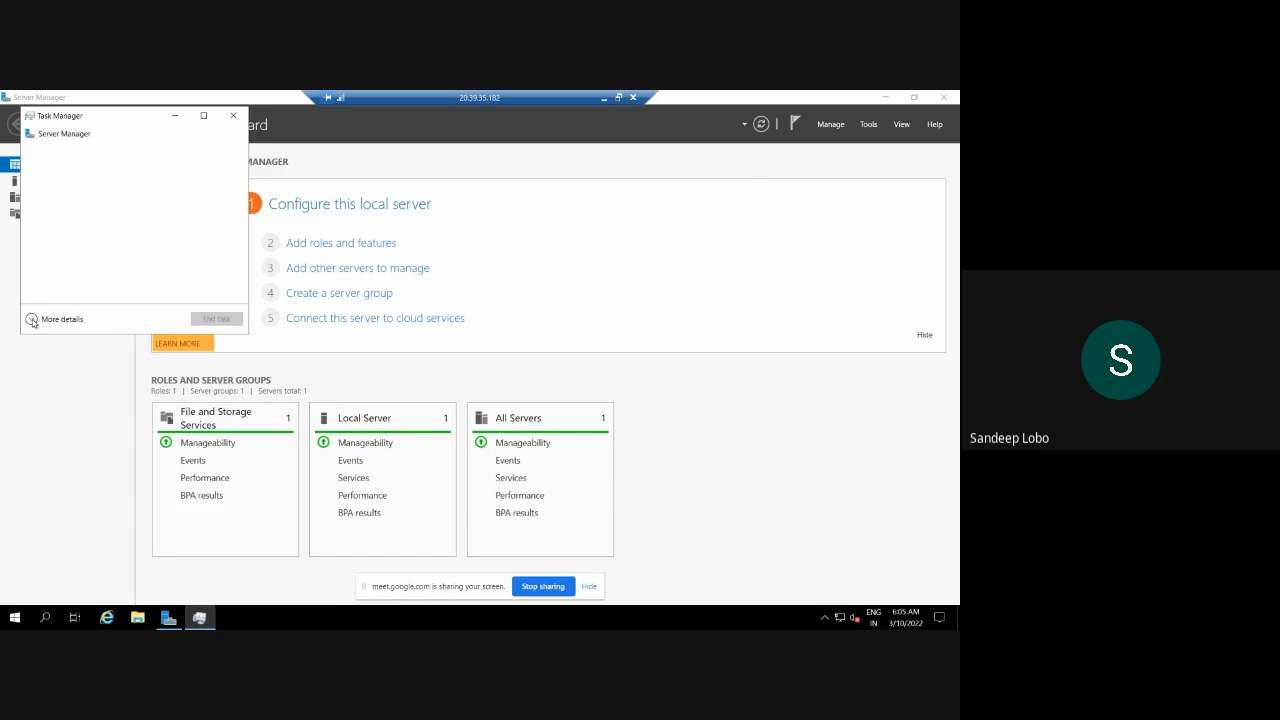 Server Manager
20.39.35.182
Task Manager
Server Manager
More details
End task
ard
Manage
Tools
View
Help
MANAGER
1
Configure this local server
2
Add roles and features
3
Add other servers to manage
4
Create a server group
5
Connect this server to cloud services
Hide
LEARN MORE
ROLES AND SERVER GROUPS
Roles: 1 | Server groups: 1 | Servers total: 1
File and Storage
Services
1
Manageability
Events
Performance
BPA results
Local Server
1
Manageability
Events
Services
Performance
BPA results
All Servers
1
Manageability
Events
Services
Performance
BPA results
meet.google.com is sharing your screen.
Stop sharing
Hide
ENG
IN
6:05 AM
3/10/2022
S
Sandeep Lobo